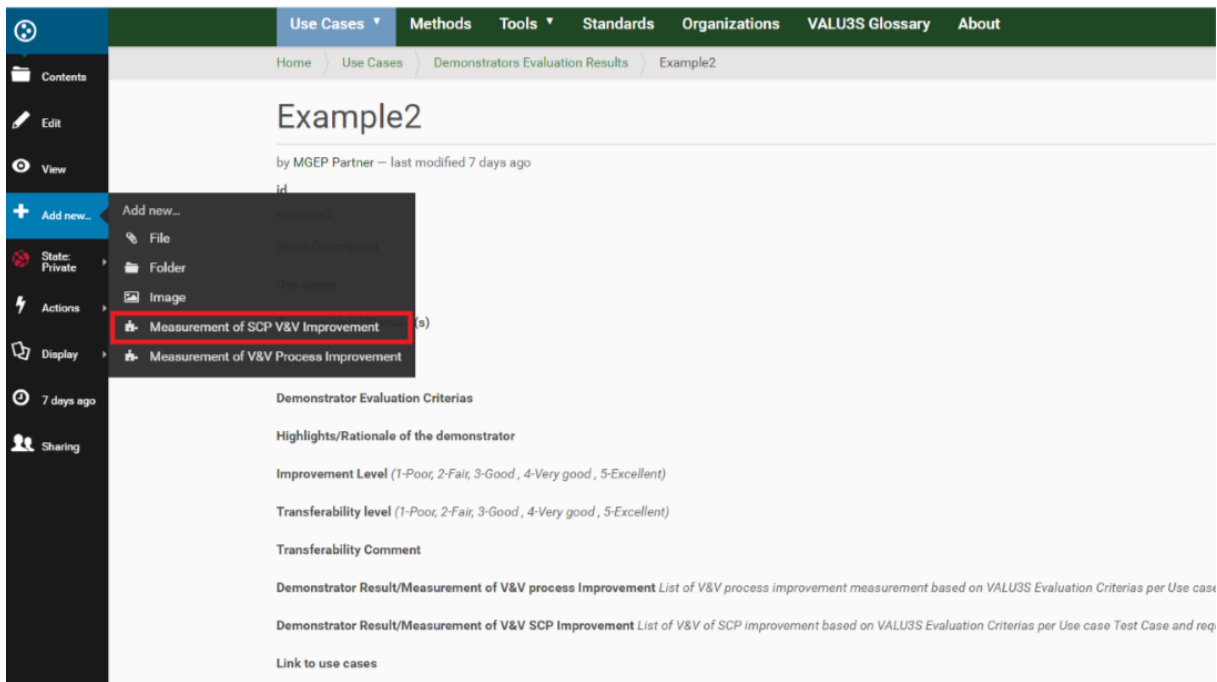 Use Cases ▼ Methods Tools ▼ Standards Organizations VALU3S Glossary About
Home Use Cases Demonstrators Evaluation Results Example2
Contents
Edit
View
Add new...
State: Private
Actions
Display
7 days ago
Sharing
Example2
by MGEP Partner — last modified 7 days ago
id
Add new...
example2
File
Short Description
Folder
Use cases
Image
Measurement of SCP V&V Improvement
(s)
Measurement of V&V Process Improvement
Demonstrator Evaluation Criterias
Highlights/Rationale of the demonstrator
Improvement Level (1-Poor, 2-Fair, 3-Good , 4-Very good , 5-Excellent)
Transferability level (1-Poor, 2-Fair, 3-Good , 4-Very good , 5-Excellent)
Transferability Comment
Demonstrator Result/Measurement of V&V process Improvement List of V&V process improvement measurement based on VALU3S Evaluation Criterias per Use case
Demonstrator Result/Measurement of V&V SCP Improvement List of V&V of SCP improvement based on VALU3S Evaluation Criterias per Use case Test Case and requ
Link to use cases